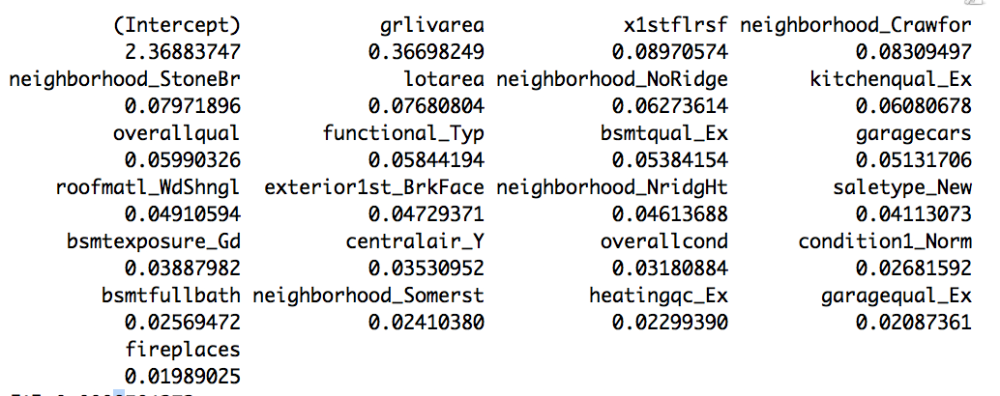 (Intercept) grlivarea x1stflrsf neighborhood_Crawfor
2.36883747 0.36698249 0.08970574 0.08309497
neighborhood_StoneBr lotarea neighborhood_NoRidge kitchenqual_Ex
0.07971896 0.07680804 0.06273614 0.06080678
overallqual functional_Typ bsmtqual_Ex garagecars
0.05990326 0.05844194 0.05384154 0.05131706
roofmatl_WdShngl exterior1st_BrkFace neighborhood_NridgHt saletype_New
0.04910594 0.04729371 0.04613688 0.04113073
bsmtexposure_Gd centralair_Y overallcond condition1_Norm
0.03887982 0.03530952 0.03180884 0.02681592
bsmtfullbath neighborhood_Somerst heatingqc_Ex garagequal_Ex
0.02569472 0.02410380 0.02299390 0.02087361
fireplaces
0.01989025